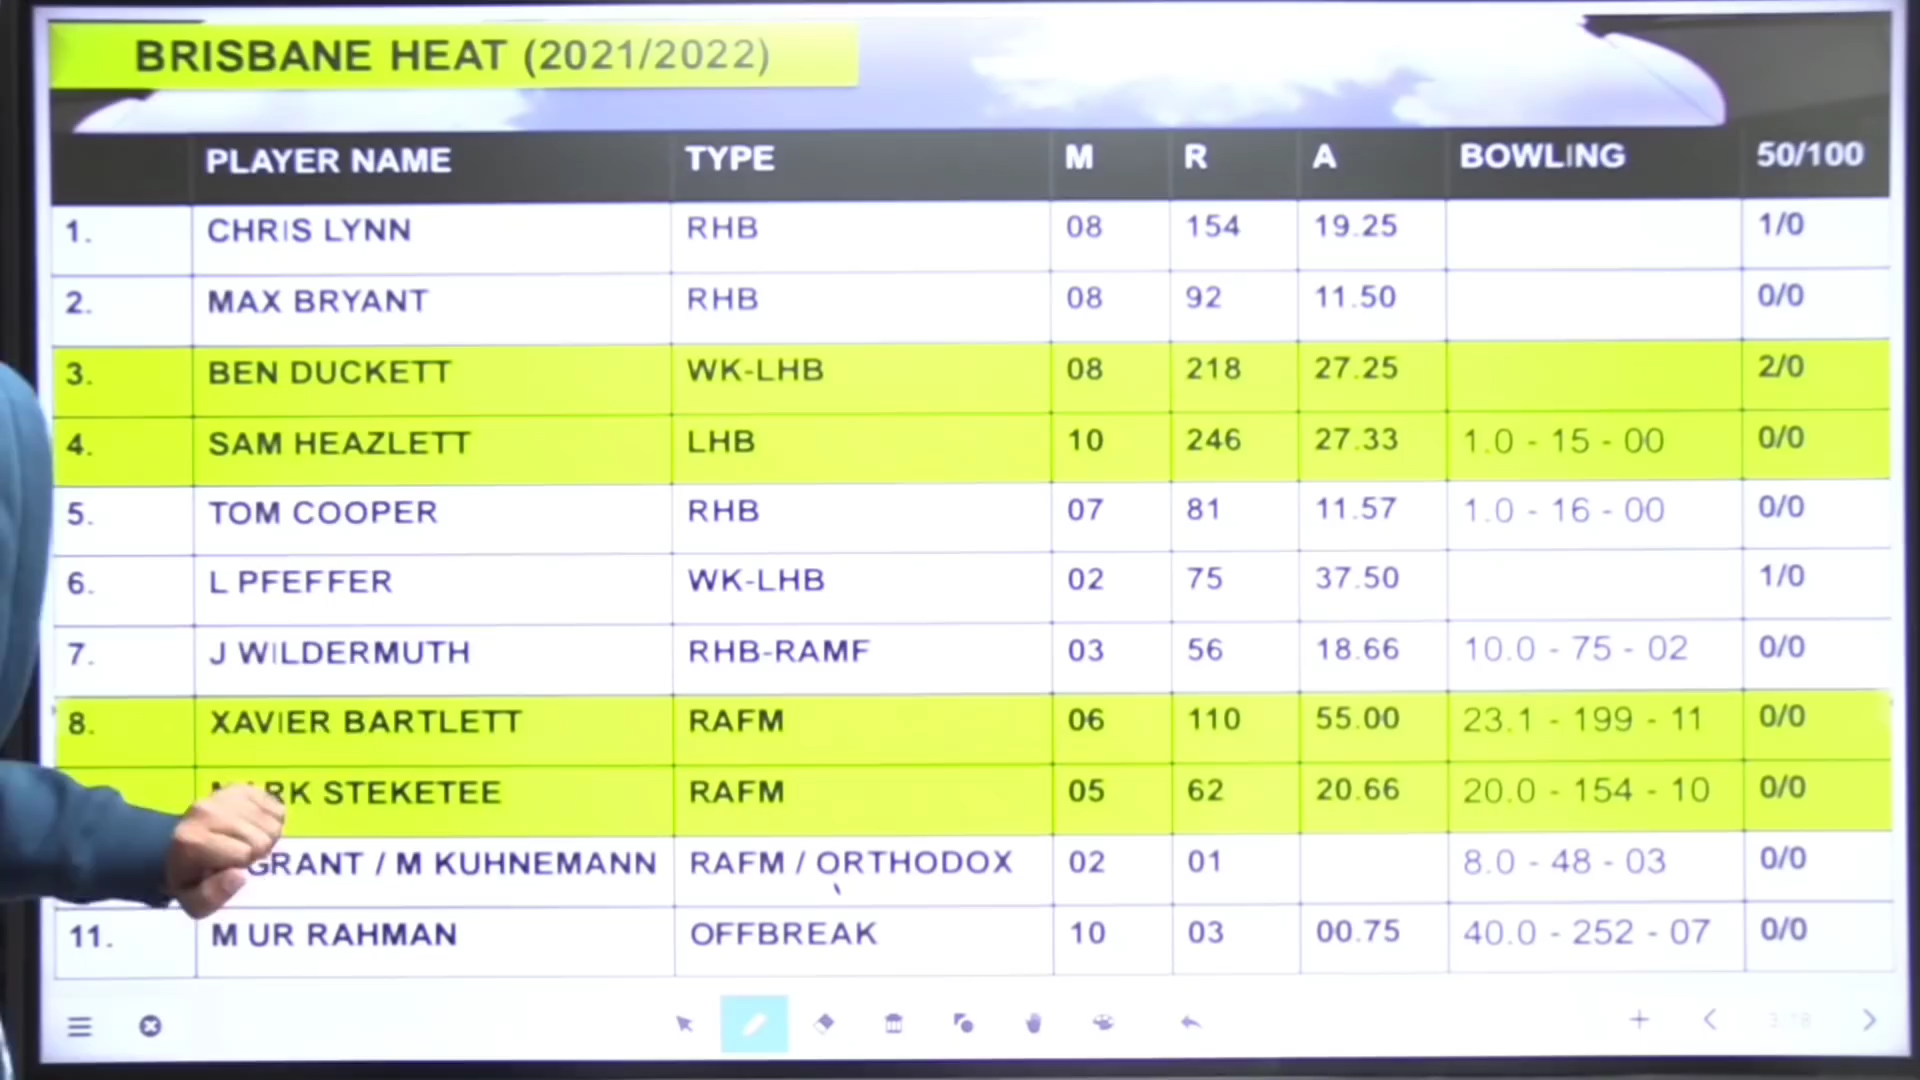 BRISBANE HEAT (2021/2022)
PLAYER NAME TYPE M R A BOWLING 50/100
1. CHRIS LYNN RHB 08 154 19.25 1/0
2. MAX BRYANT RHB 08 92 11.50 0/0
3. BEN DUCKETT WK-LHB 08 218 27.25 2/0
4. SAM HEAZLETT LHB 10 246 27.33 1.0 - 15 - 00 0/0
5. TOM COOPER RHB 07 81 11.57 1.0 - 16 - 00 0/0
6. L PFEFFER WK-LHB 02 75 37.50 1/0
7. J WILDERMUTH RHB-RAMF 03 56 18.66 10.0 - 75 - 02 0/0
8. XAVIER BARTLETT RAFM 06 110 55.00 23.1 - 199 - 11 0/0
STEKETEE RAFM 05 62 20.66 20.0 - 154 - 10 0/0
GRANT / M KUHNEMANN RAFM / ORTHODOX 02 01 8.0 - 48 - 03 0/0
11. M UR RAHMAN OFFBREAK 10 03 00.75 40.0 - 252 - 07 0/0